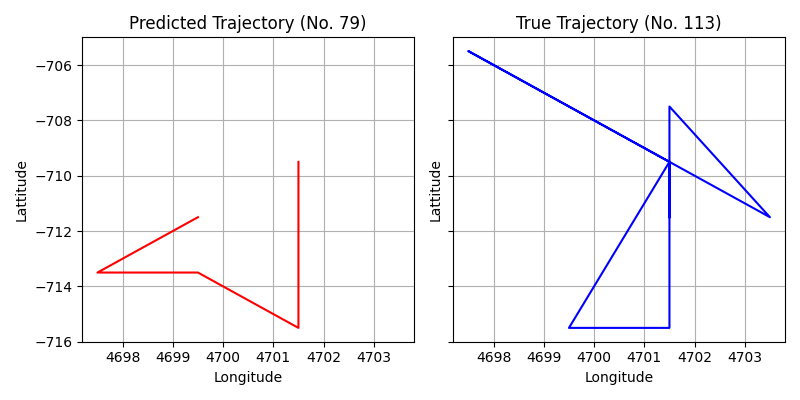 Predicted Trajectory (No. 79)
True Trajectory (No. 113)
−706
−708
−710
−712
−714
−716
Lattitude
Lattitude
4698 4699 4700 4701 4702 4703
4698 4699 4700 4701 4702 4703
Longitude
Longitude